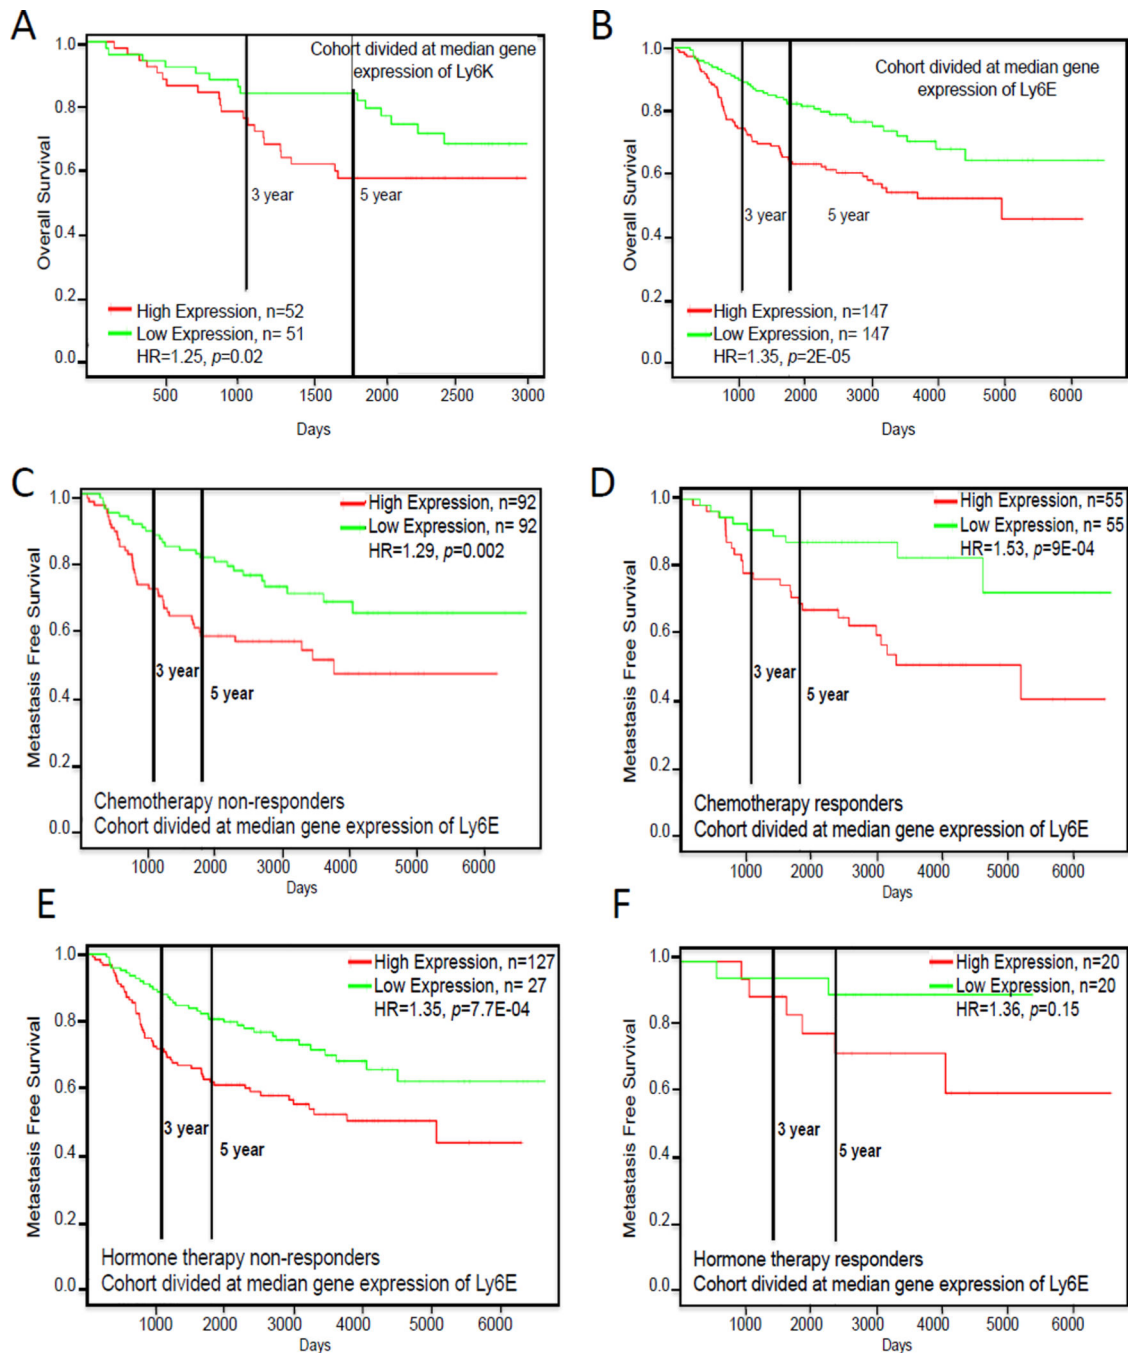 A
Cohort divided at median gene
expression of Ly6K
Overall Survival
1.0
0.8
0.6
0.4
0.2
0.0
3 year
5 year
High Expression, n=52
Low Expression, n= 51
HR=1.25, p=0.02
500 1000 1500 2000 2500 3000
Days
B
Cohort divided at median gene
expression of Ly6E
Overall Survival
1.0
0.8
0.6
0.4
0.2
0.0
3 year
5 year
High Expression, n=147
Low Expression, n= 147
HR=1.35, p=2E-05
1000 2000 3000 4000 5000 6000
Days
C
Metastasis Free Survival
1.0
0.8
0.6
0.4
0.2
0.0
High Expression, n=92
Low Expression, n= 92
HR=1.29, p=0.002
3 year
5 year
Chemotherapy non-responders
Cohort divided at median gene expression of Ly6E
1000 2000 3000 4000 5000 6000
Days
D
Metastasis Free Survival
1.0
0.8
0.6
0.4
0.2
0.0
High Expression, n=55
Low Expression, n= 55
HR=1.53, p=9E-04
3 year
5 year
Chemotherapy responders
Cohort divided at median gene expression of Ly6E
1000 2000 3000 4000 5000 6000
Days
E
Metastasis Free Survival
1.0
0.8
0.6
0.4
0.2
0.0
High Expression, n=127
Low Expression, n= 27
HR=1.35, p=7.7E-04
3 year
5 year
Hormone therapy non-responders
Cohort divided at median gene expression of Ly6E
1000 2000 3000 4000 5000 6000
Days
F
Metastasis Free Survival
1.0
0.8
0.6
0.4
0.2
0.0
High Expression, n=20
Low Expression, n=20
HR=1.36, p=0.15
3 year
5 year
Hormone therapy responders
Cohort divided at median gene expression of Ly6E
1000 2000 3000 4000 5000 6000
Days